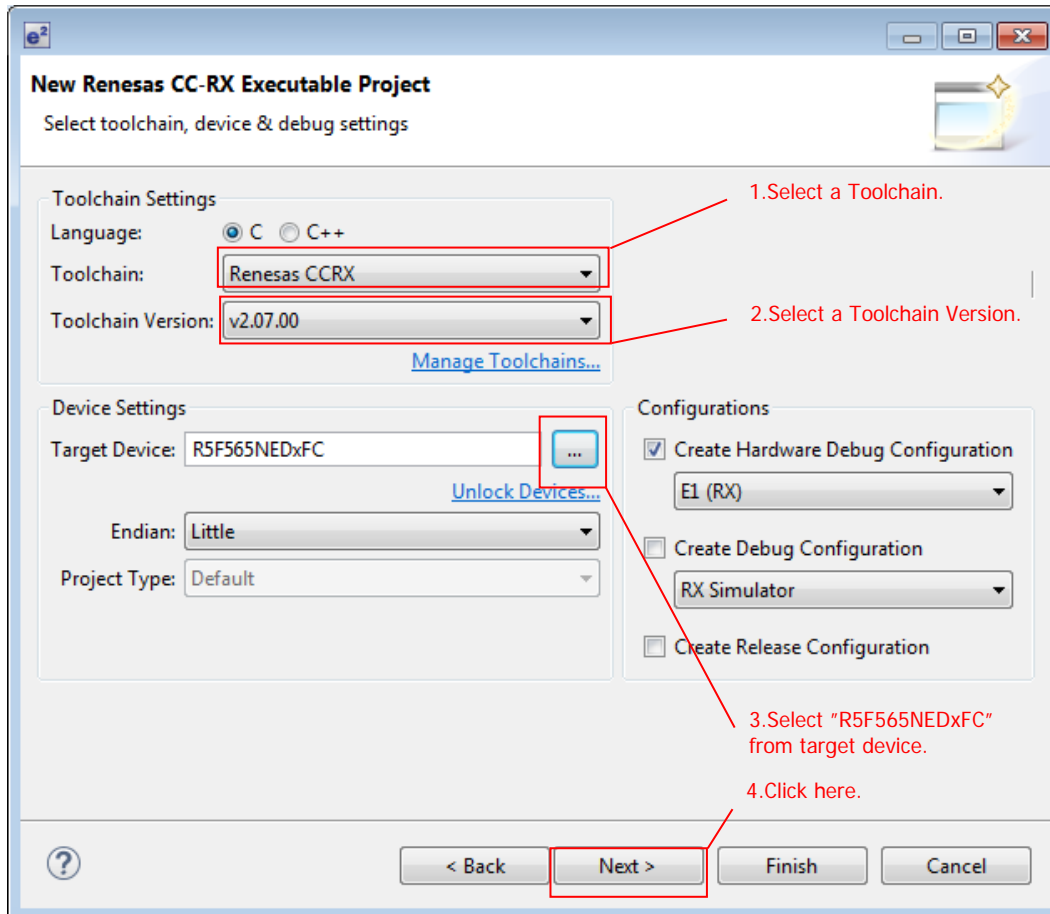 e²
New Renesas CC-RX Executable Project
Select toolchain, device & debug settings
Toolchain Settings
Language: C C++
Toolchain: Renesas CCRX
Toolchain Version: v2.07.00
Manage Toolchains...
1.Select a Toolchain.
2.Select a Toolchain Version.
Device Settings
Target Device: R5F565NEDxFC ...
Unlock Devices...
Endian: Little
Project Type: Default
Configurations
Create Hardware Debug Configuration
E1 (RX)
Create Debug Configuration
RX Simulator
Create Release Configuration
3.Select "R5F565NEDxFC"
from target device.
4.Click here.
? < Back Next > Finish Cancel